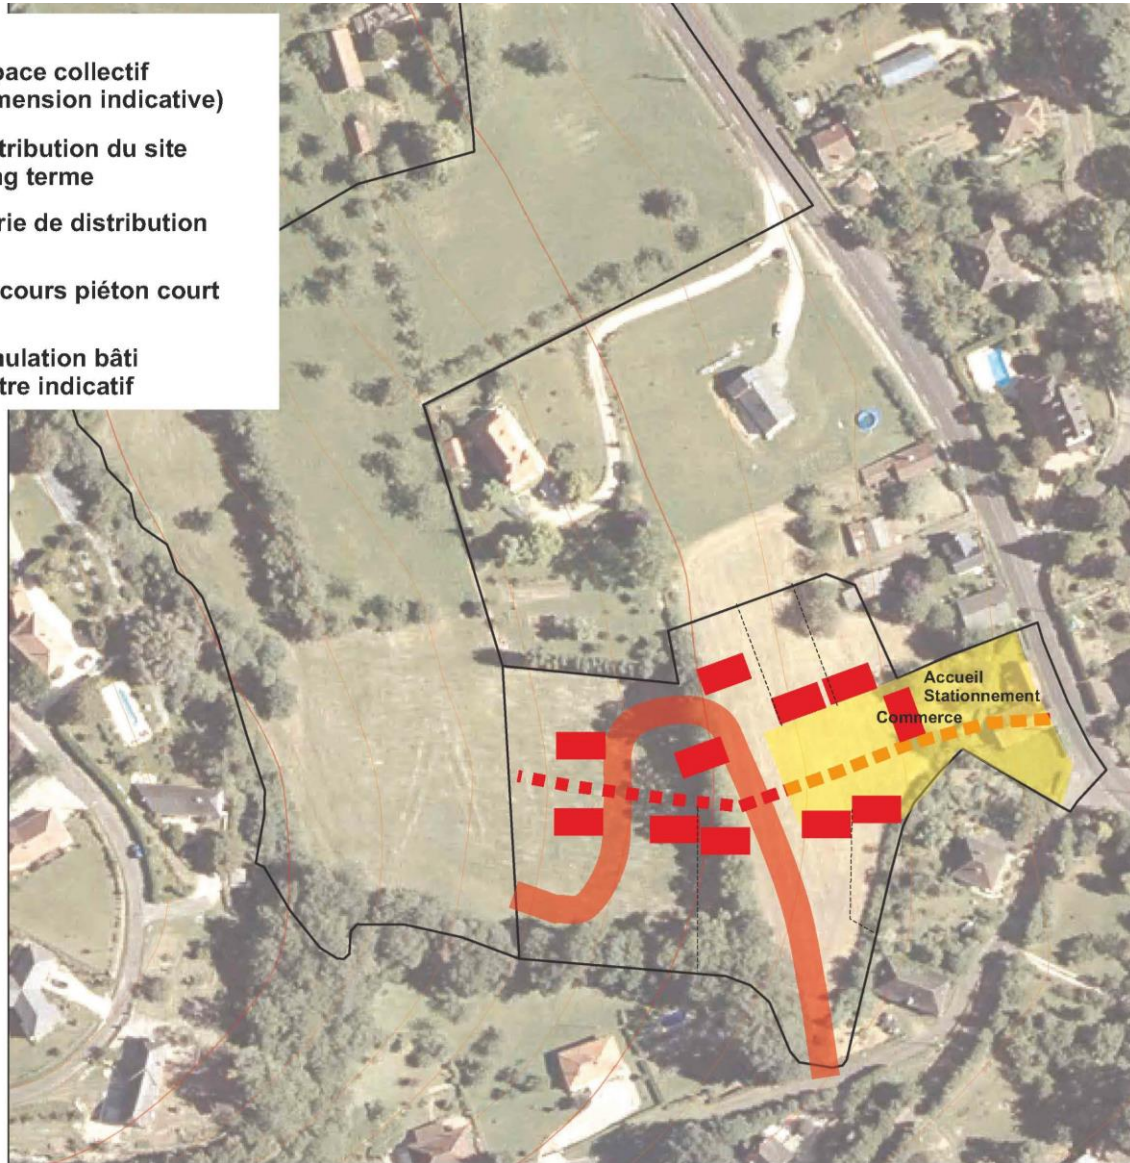 pace collectif
mension indicative)
tribution du site
ng terme
rie de distribution
cours piéton court
nulation bâti
tre indicatif
Accueil
Stationnement
Commerce